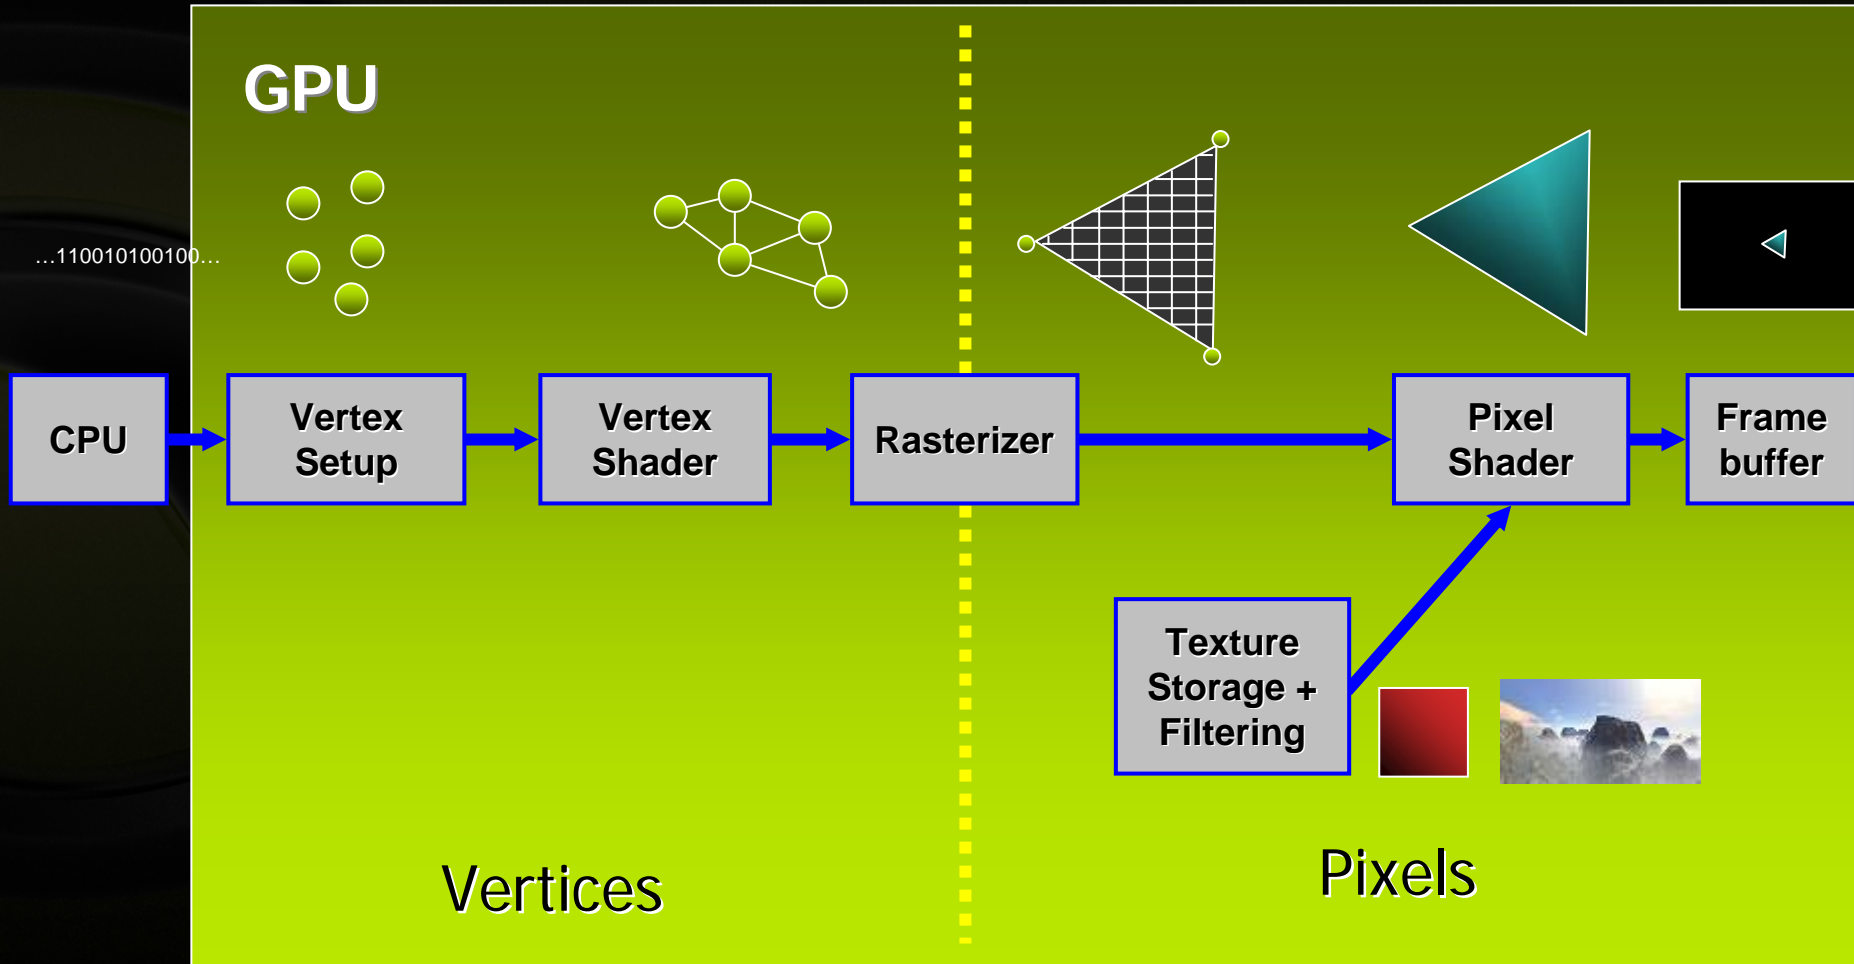 GPU
…110010100100…
CPU
Vertex
Setup
Vertex
Shader
Rasterizer
Pixel
Shader
Frame
buffer
Texture
Storage +
Filtering
Vertices
Pixels